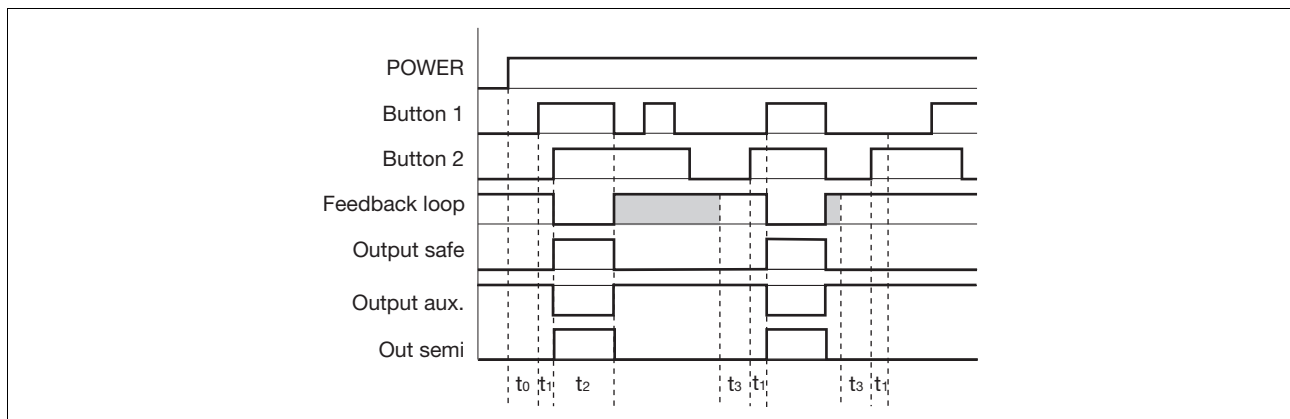 POWER
Button 1
Button 2
Feedback loop
Output safe
Output aux.
Out semi
t0 t1 t2 t3 t1 t3 t1